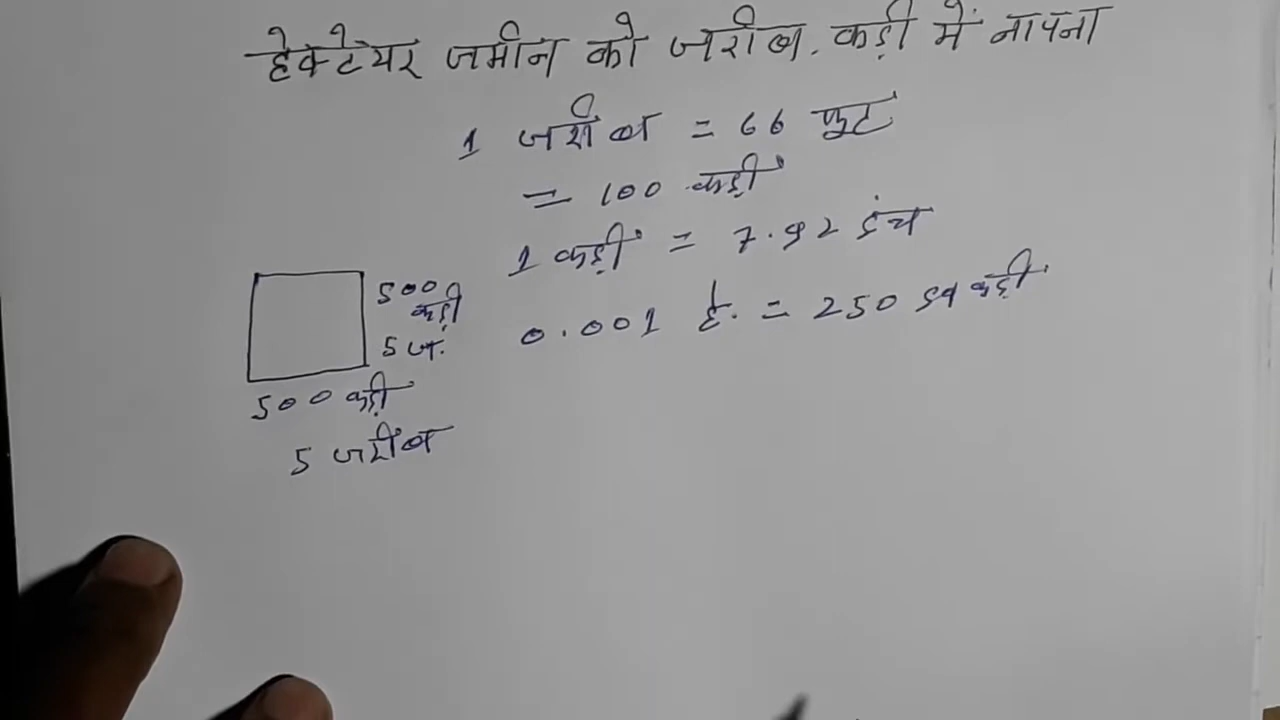 हेक्टेयर जमीन को जरीब. कड़ी में नापना
1 जरीब = 66 फुट
= 100 कड़ी
1 कड़ी = 7.92 इंच
0.001 हे. = 250 इव कड़ी
500
कड़ी
5 ज.
500 कड़ी
5 जरीब